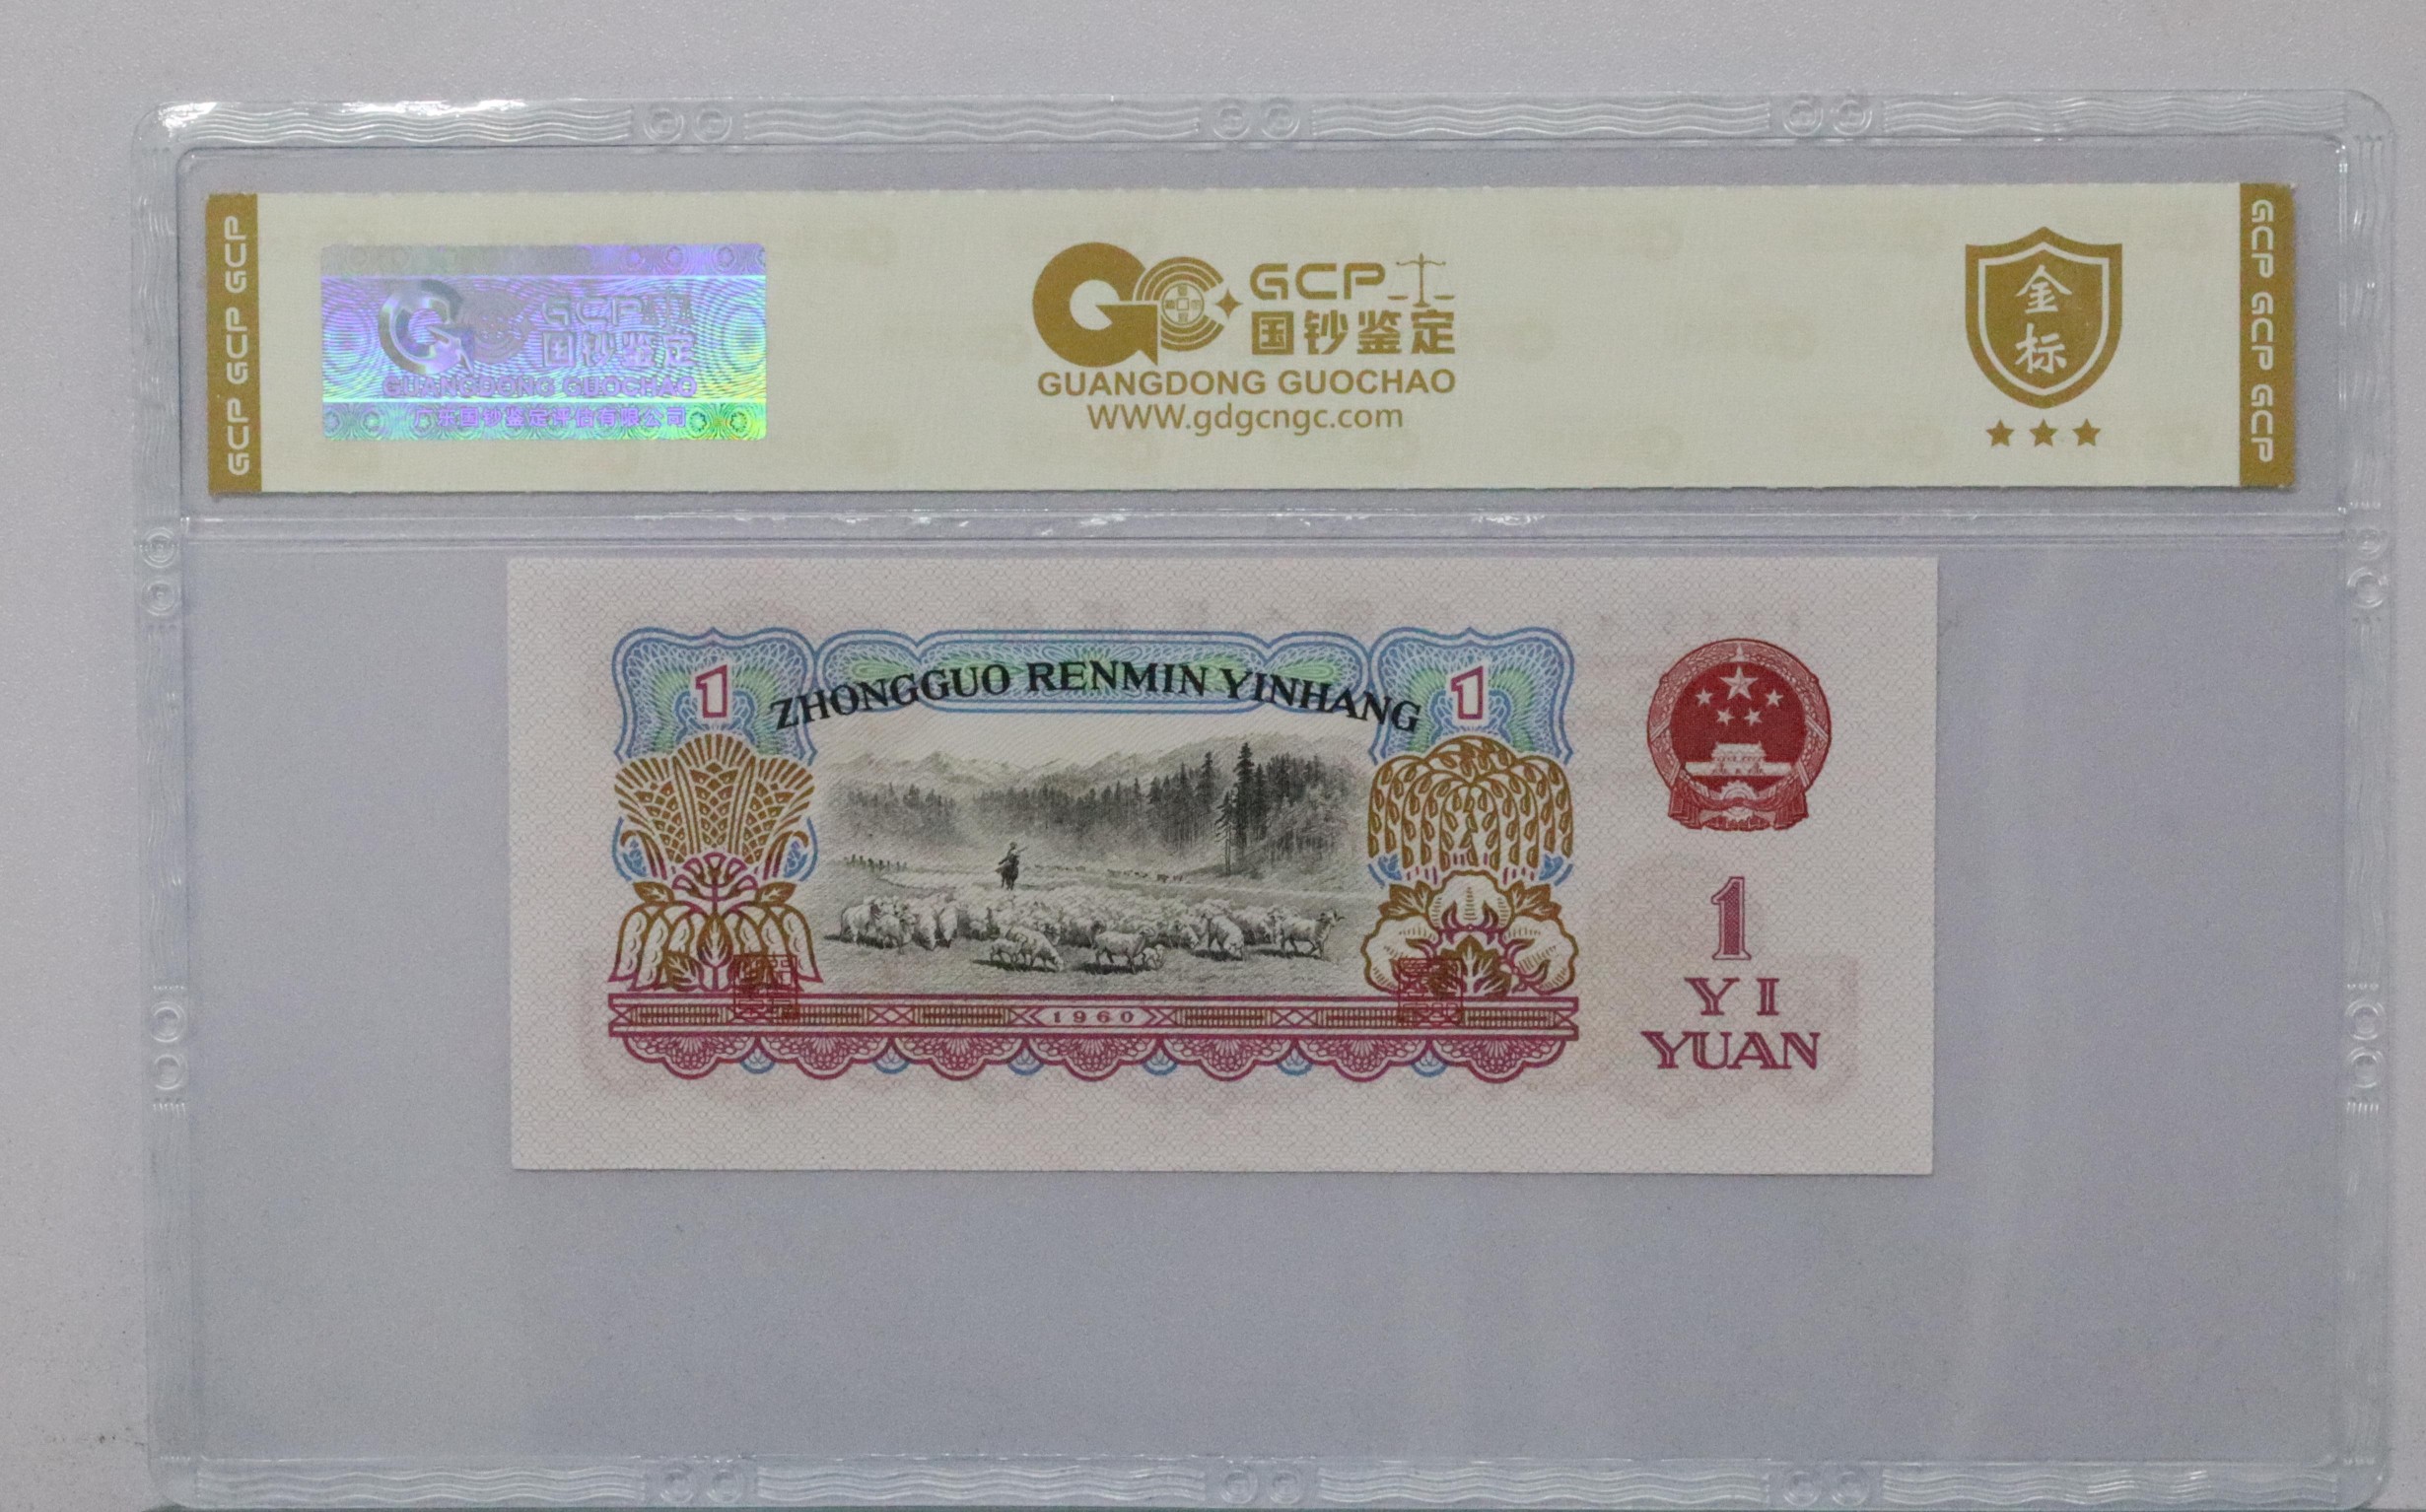 GCP GCP GCP
GCP 国钞鉴定
GUANGDONG GUOCHAO
广东国钞鉴定评估有限公司
GCP
国钞鉴定
GUANGDONG GUOCHAO
WWW.gdgcngc.com
金
标
GCP GCP GCP
1
ZHONGGUO RENMIN YINHANG
1
1960
1
YI
YUAN